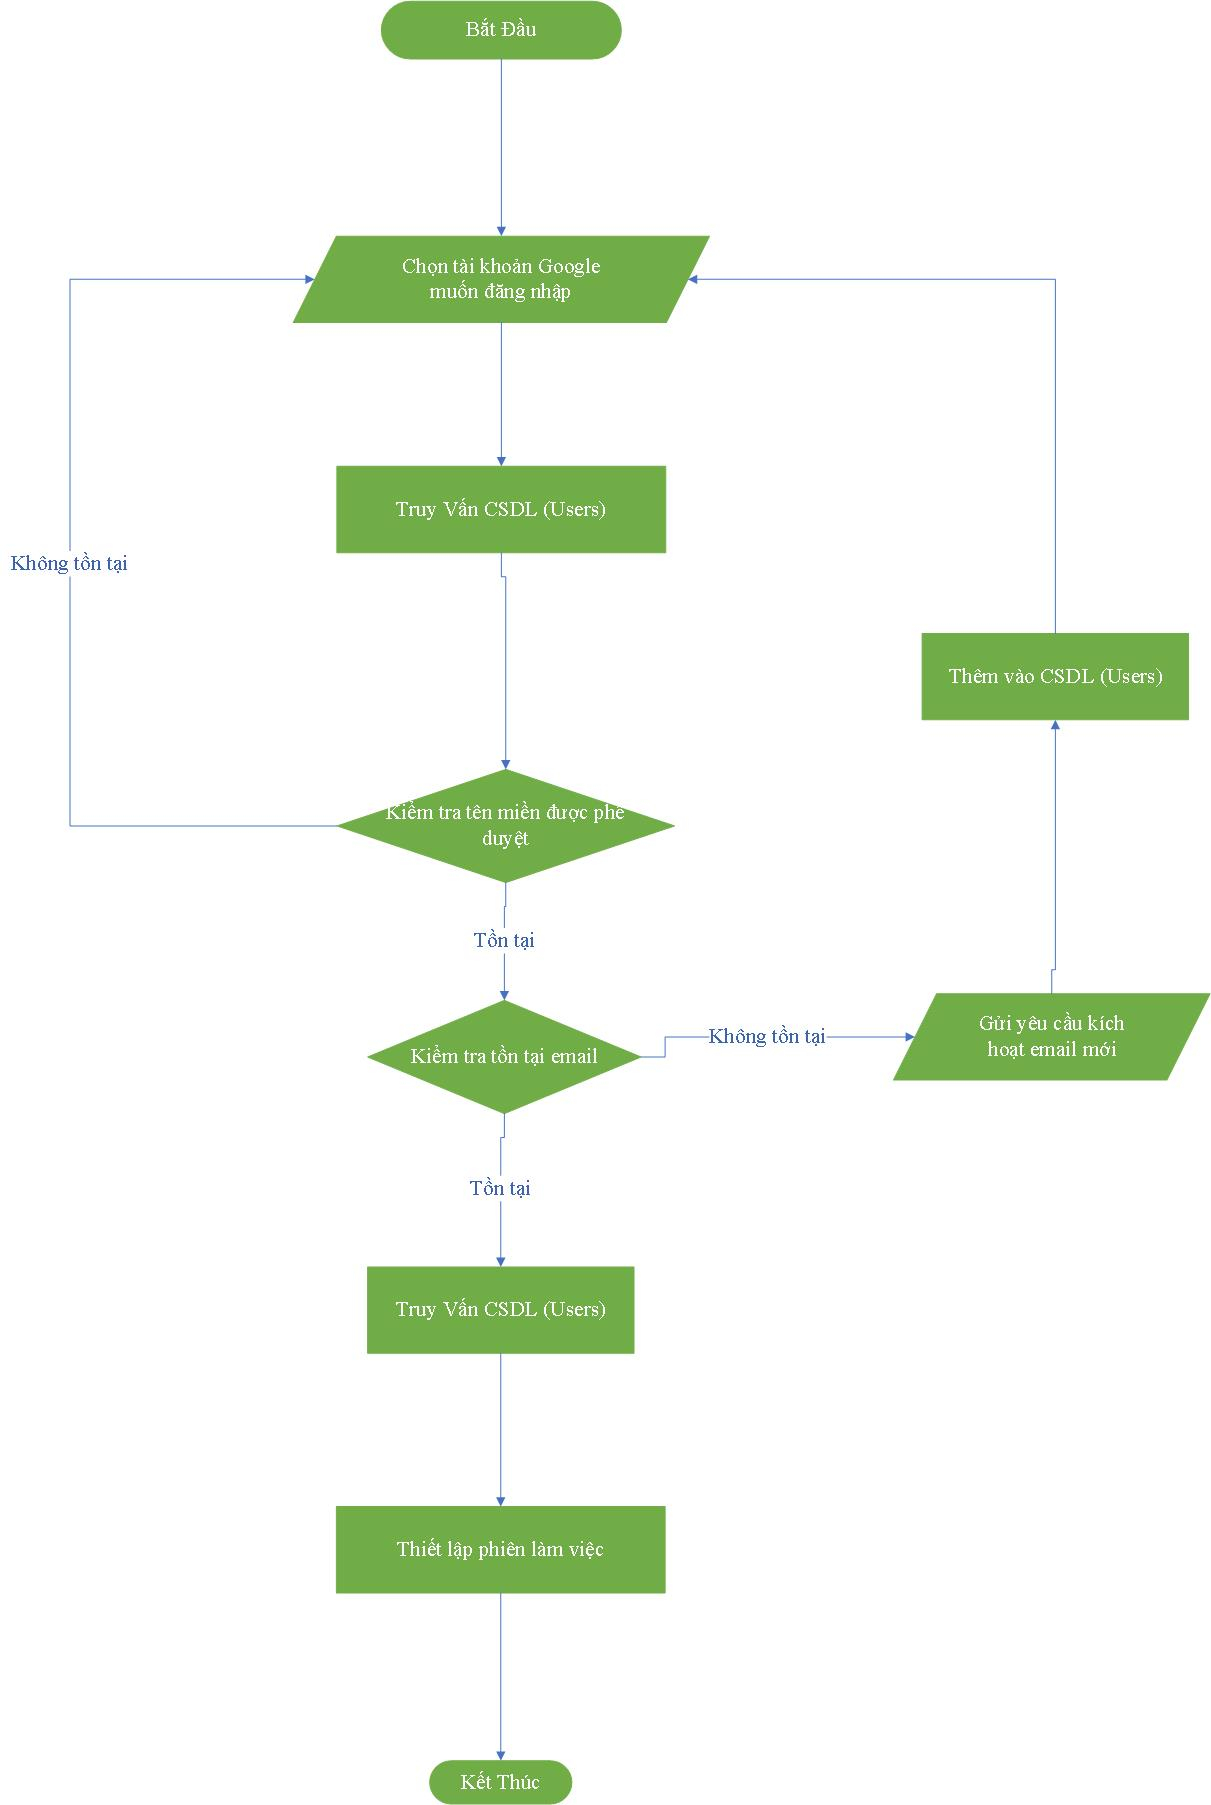 Bắt Đầu
Chọn tài khoản Google
muốn đăng nhập
Truy Vấn CSDL (Users)
Không tồn tại
Thêm vào CSDL (Users)
Kiểm tra tên miền được phê
duyệt
Tồn tại
Gửi yêu cầu kích
hoạt email mới
Không tồn tại
Kiểm tra tồn tại email
Tồn tại
Truy Vấn CSDL (Users)
Thiết lập phiên làm việc
Kết Thúc